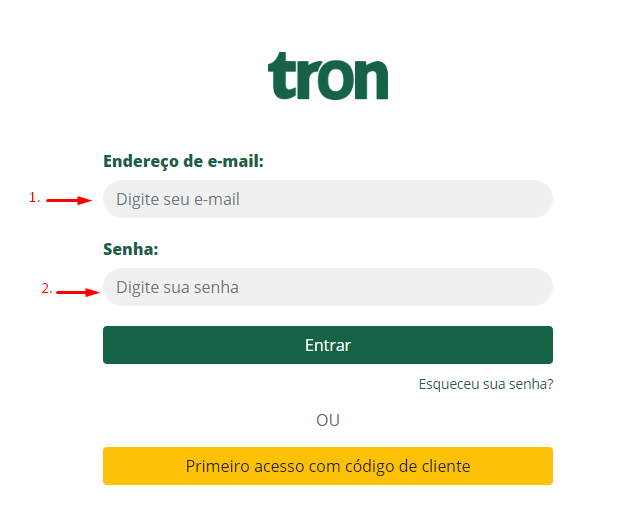 tron
Endereço de e-mail:
1.
Digite seu e-mail
Senha:
2.
Digite sua senha
Entrar
Esqueceu sua senha?
OU
Primeiro acesso com código de cliente